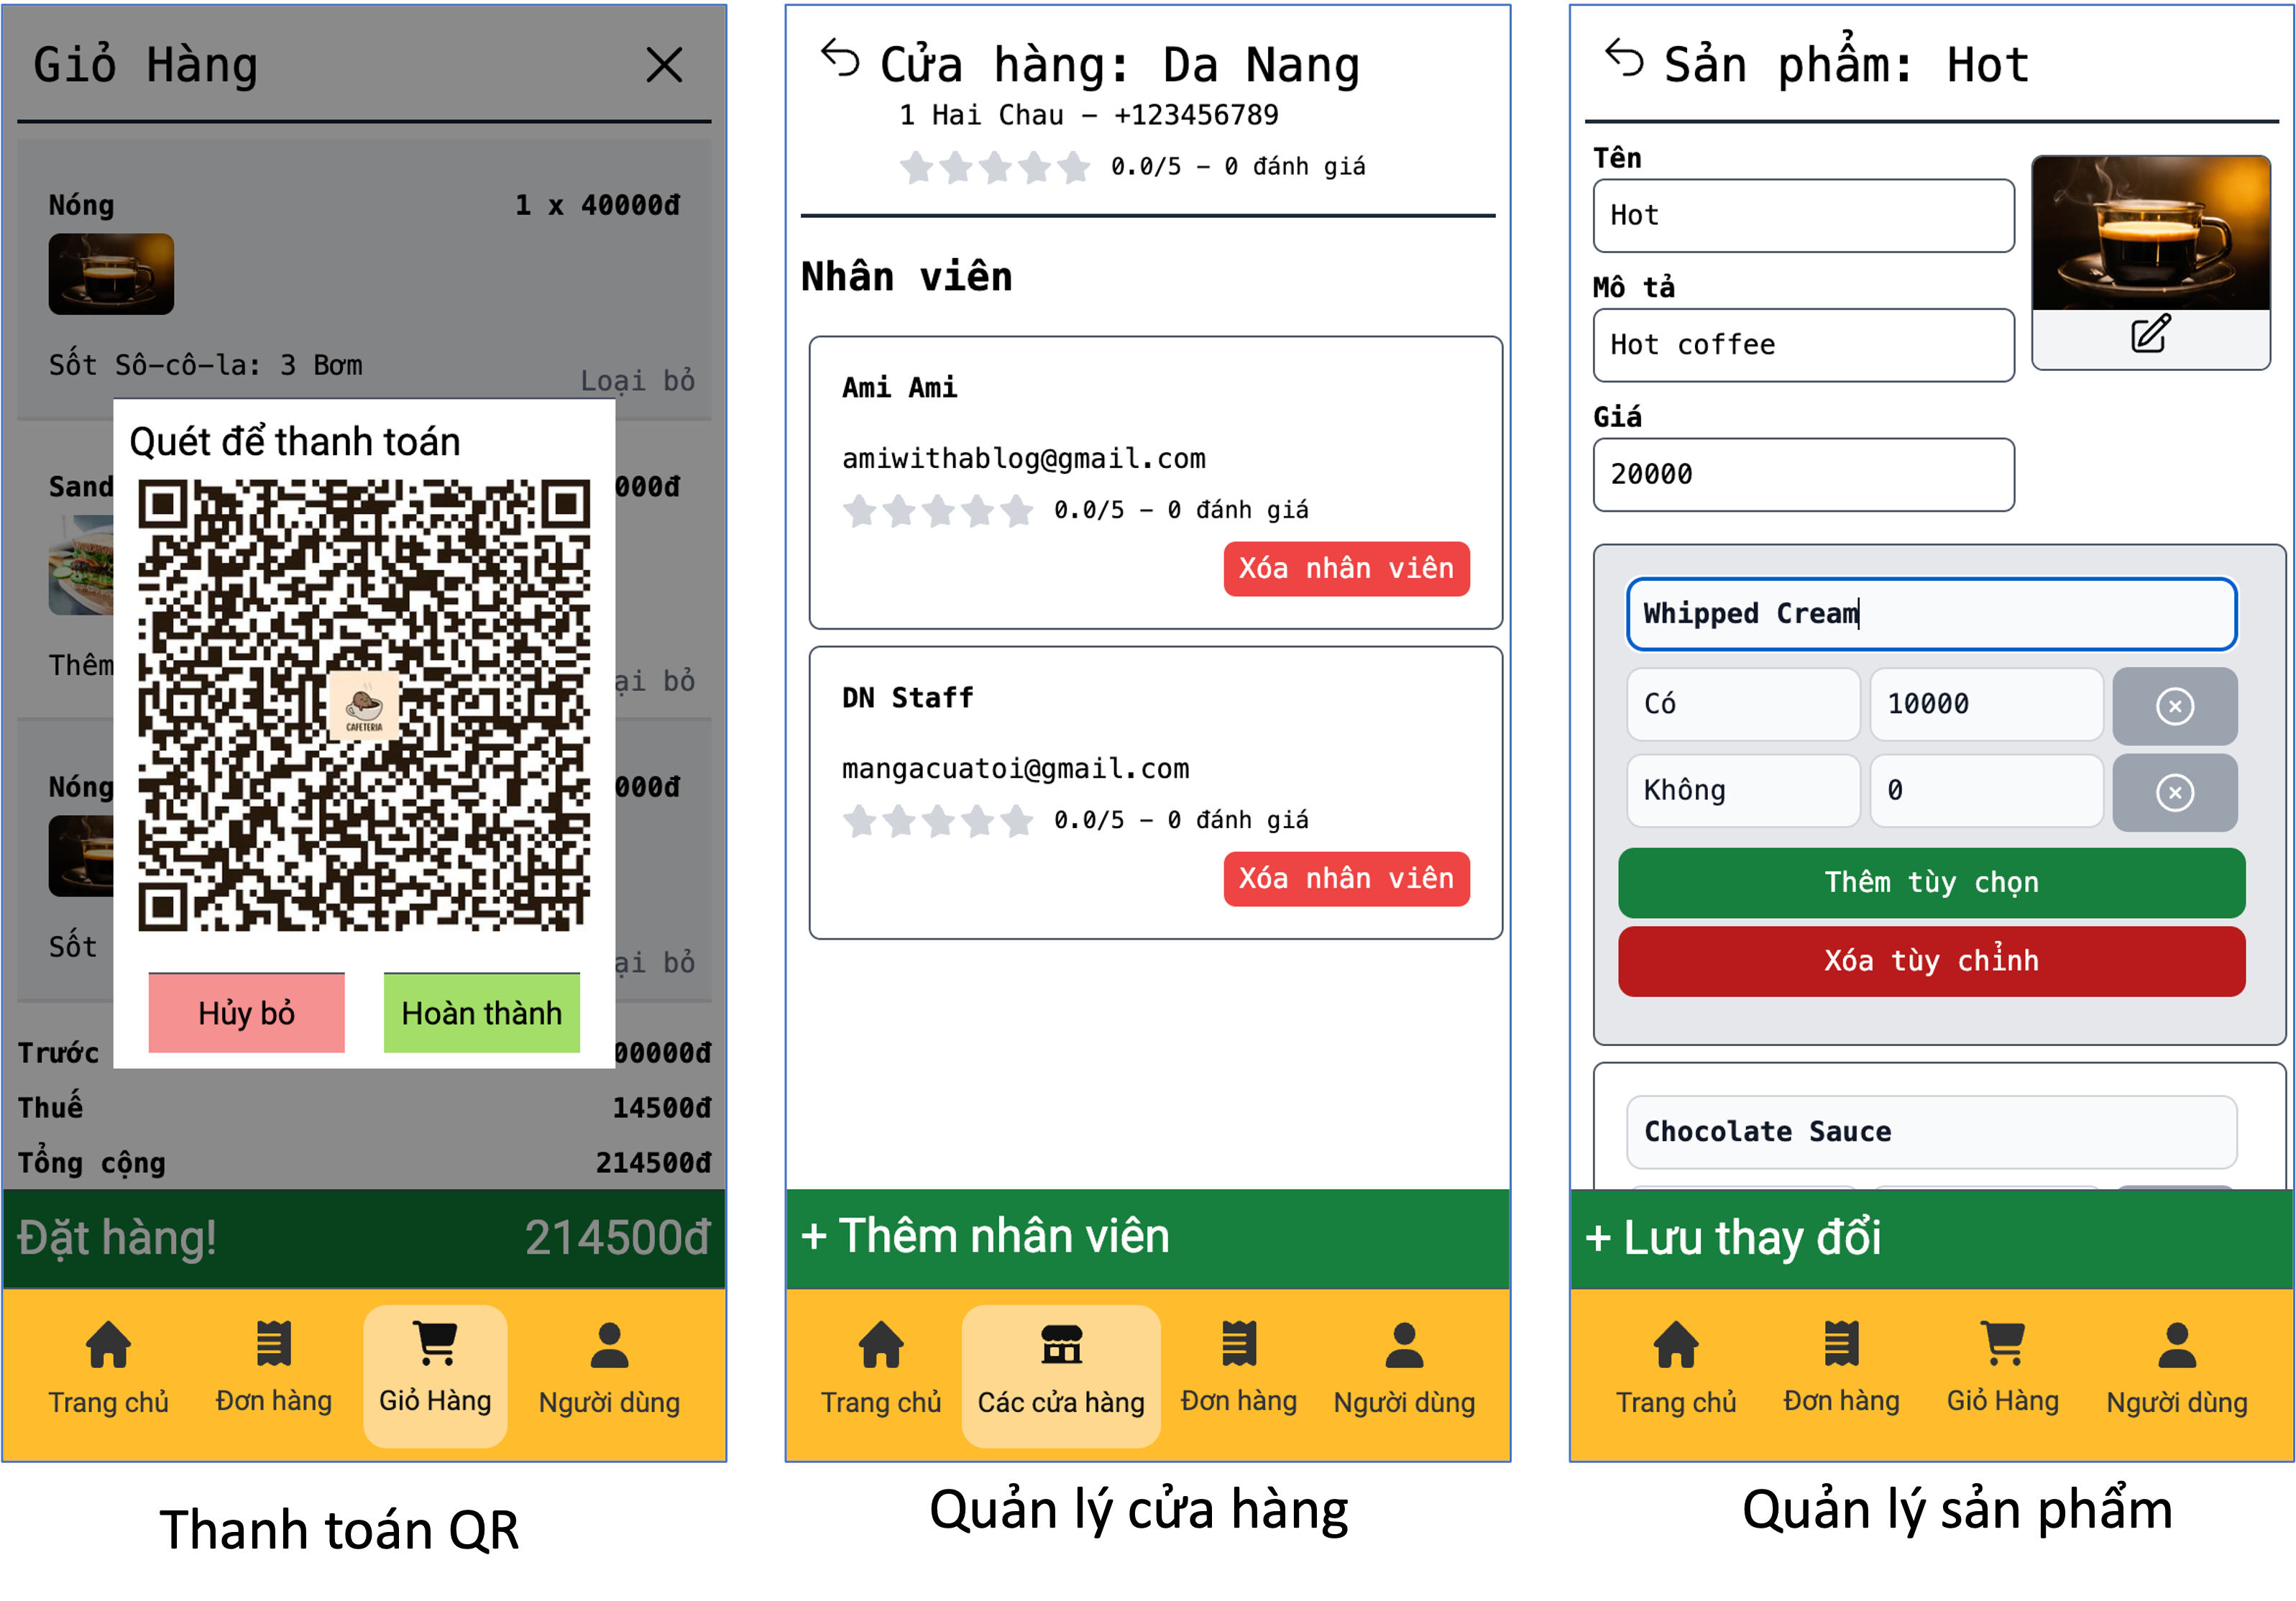 Giỏ Hàng
Nóng
1 x 40000đ
Sốt Sô-cô-la: 3 Bơm
Loại bỏ
Quét để thanh toán
Sand
000đ
CAFETERIA
Thêm
ại bỏ
Nóng
000đ
Sốt
ại bỏ
Hủy bỏ
Hoàn thành
Trước
00000đ
Thuế
14500đ
Tổng cộng
214500đ
Đặt hàng!
214500đ
Trang chủ
Đơn hàng
Giỏ Hàng
Người dùng
Thanh toán QR
Cửa hàng: Da Nang
1 Hai Chau - +123456789
0.0/5 - 0 đánh giá
Nhân viên
Ami Ami
amiwithablog@gmail.com
0.0/5 - 0 đánh giá
Xóa nhân viên
DN Staff
mangacuatoi@gmail.com
0.0/5 - 0 đánh giá
Xóa nhân viên
+ Thêm nhân viên
Trang chủ
Các cửa hàng
Đơn hàng
Người dùng
Quản lý cửa hàng
Sản phẩm: Hot
Tên
Hot
Mô tả
Hot coffee
Giá
20000
Whipped Cream
Có
10000
Không
0
Thêm tùy chọn
Xóa tùy chỉnh
Chocolate Sauce
+ Lưu thay đổi
Trang chủ
Đơn hàng
Giỏ Hàng
Người dùng
Quản lý sản phẩm